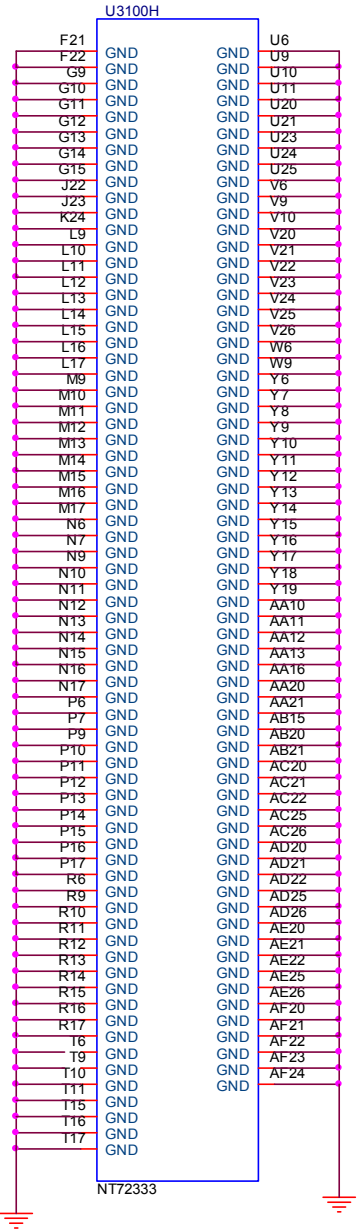 U3100H
F21 GND GND U6
F22 GND GND U9
G9 GND GND U10
G10 GND GND U11
G11 GND GND U20
G12 GND GND U21
G13 GND GND U23
G14 GND GND U24
G15 GND GND U25
J22 GND GND V6
J23 GND GND V9
K24 GND GND V10
L9 GND GND V20
L10 GND GND V21
L11 GND GND V22
L12 GND GND V23
L13 GND GND V24
L14 GND GND V25
L15 GND GND V26
L16 GND GND W6
L17 GND GND W9
M9 GND GND Y6
M10 GND GND Y7
M11 GND GND Y8
M12 GND GND Y9
M13 GND GND Y10
M14 GND GND Y11
M15 GND GND Y12
M16 GND GND Y13
M17 GND GND Y14
N6 GND GND Y15
N7 GND GND Y16
N9 GND GND Y17
N10 GND GND Y18
N11 GND GND Y19
N12 GND GND AA10
N13 GND GND AA11
N14 GND GND AA12
N15 GND GND AA13
N16 GND GND AA16
N17 GND GND AA20
P6 GND GND AA21
P7 GND GND AB15
P9 GND GND AB20
P10 GND GND AB21
P11 GND GND AC20
P12 GND GND AC21
P13 GND GND AC22
P14 GND GND AC25
P15 GND GND AC26
P16 GND GND AD20
P17 GND GND AD21
R6 GND GND AD22
R9 GND GND AD25
R10 GND GND AD26
R11 GND GND AE20
R12 GND GND AE21
R13 GND GND AE22
R14 GND GND AE25
R15 GND GND AE26
R16 GND GND AF20
R17 GND GND AF21
T6 GND GND AF22
T9 GND GND AF23
T10 GND GND AF24
T11 GND
T15 GND
T16 GND
T17 GND
NT72333